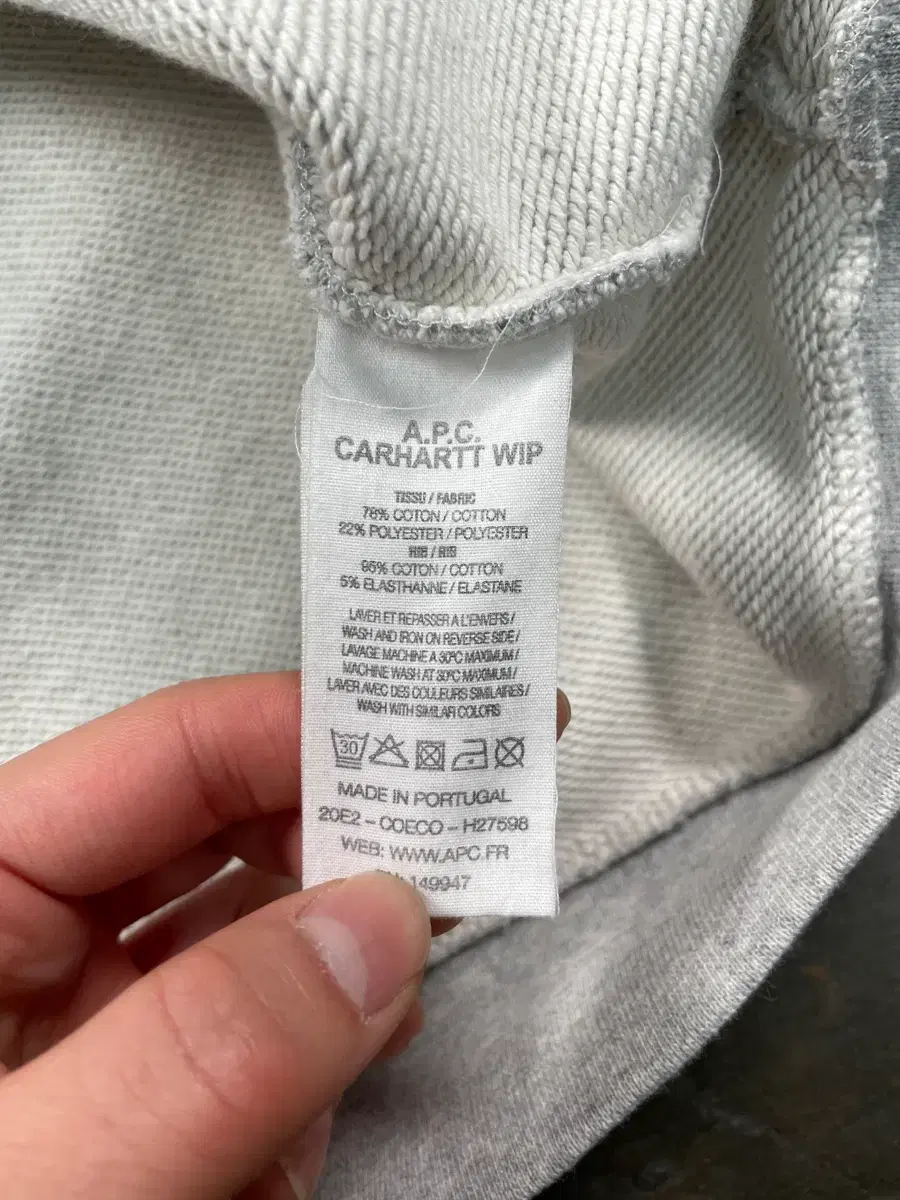 A.P.C.
CARHARTT WIP
TISSU / FABRIC
78% COTON / COTTON
22% POLYESTER / POLYESTER
RIB / RIB
95% COTON / COTTON
5% ELASTHANNE / ELASTANE
LAVER ET REPASSER A L'ENVERS /
WASH AND IRON ON REVERSE SIDE /
LAVAGE MACHINE A 30°C MAXIMUM /
MACHINE WASH AT 30°C MAXIMUM /
LAVER AVEC DES COULEURS SIMILAIRES /
WASH WITH SIMILAR COLORS
30
MADE IN PORTUGAL
20E2 – COECO – H27598
WEB: WWW.APC.FR
149947